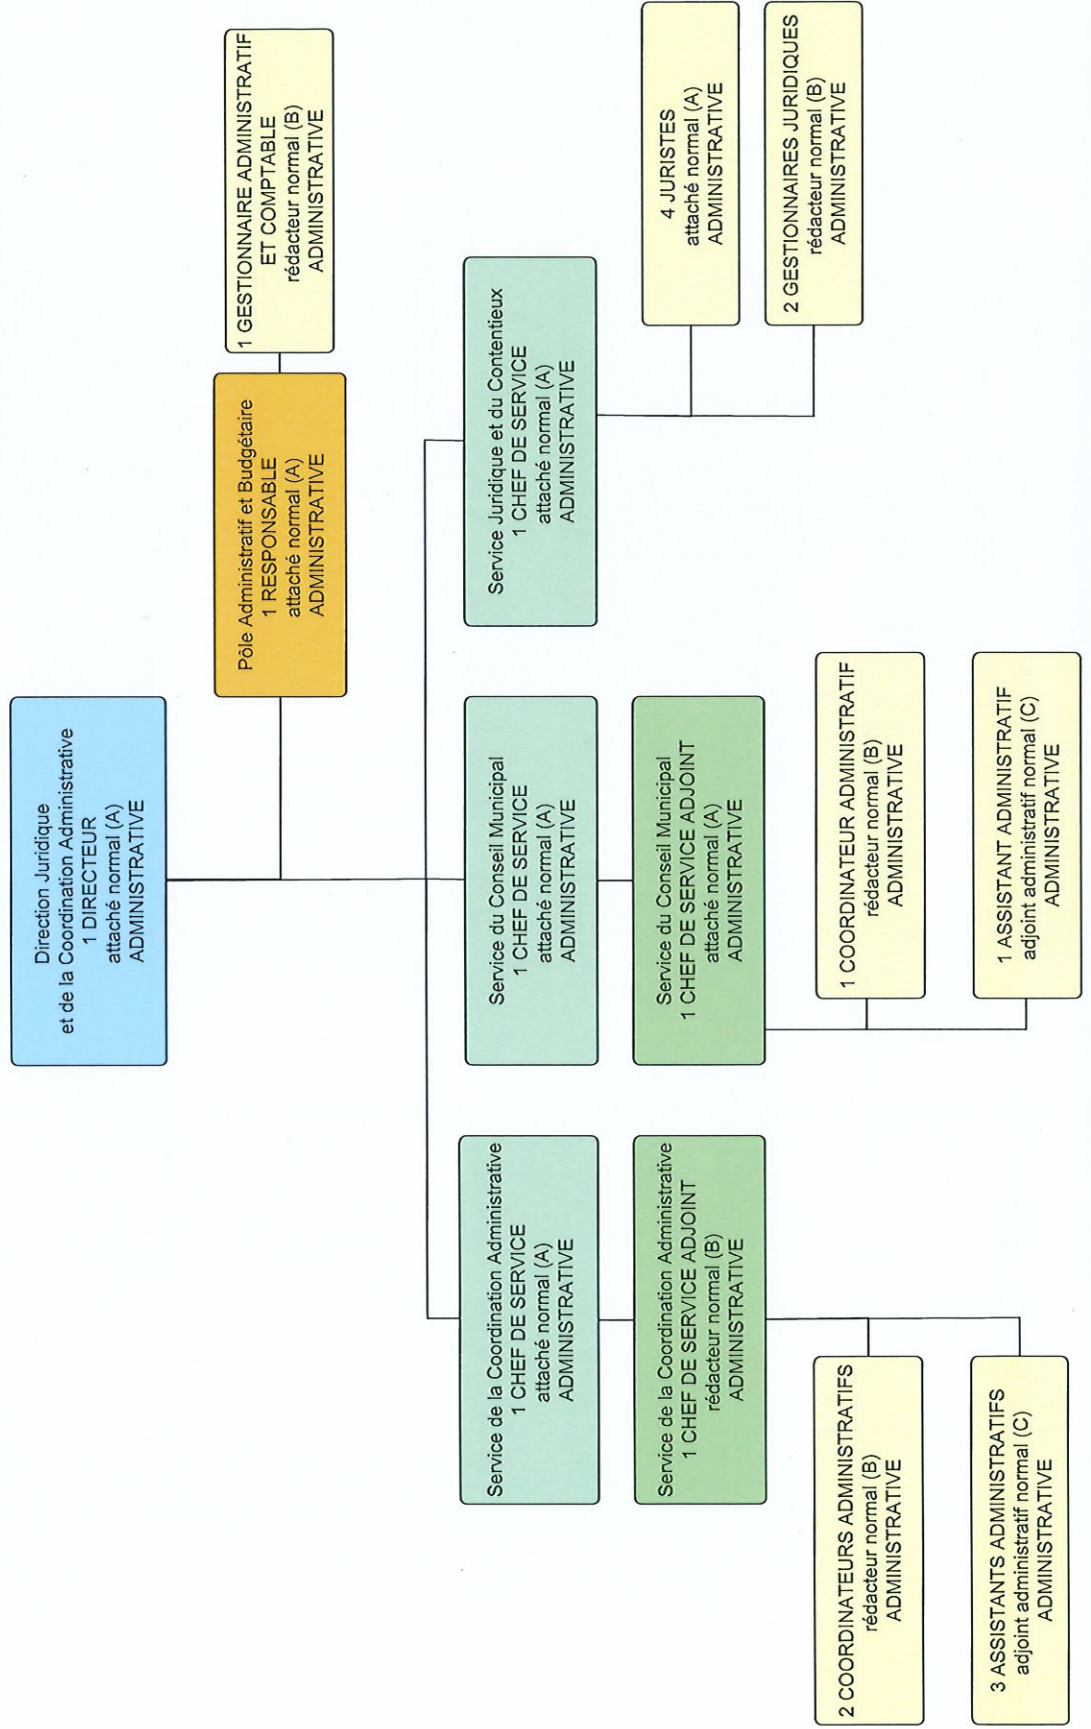 Direction Juridique
et de la Coordination Administrative
1 DIRECTEUR
attaché normal (A)
ADMINISTRATIVE
Pôle Administratif et Budgétaire
1 RESPONSABLE
attaché normal (A)
ADMINISTRATIVE
1 GESTIONNAIRE ADMINISTRATIF
ET COMPTABLE
rédacteur normal (B)
ADMINISTRATIVE
Service de la Coordination Administrative
1 CHEF DE SERVICE
attaché normal (A)
ADMINISTRATIVE
Service du Conseil Municipal
1 CHEF DE SERVICE
attaché normal (A)
ADMINISTRATIVE
Service Juridique et du Contentieux
1 CHEF DE SERVICE
attaché normal (A)
ADMINISTRATIVE
Service de la Coordination Administrative
1 CHEF DE SERVICE ADJOINT
rédacteur normal (B)
ADMINISTRATIVE
Service du Conseil Municipal
1 CHEF DE SERVICE ADJOINT
attaché normal (A)
ADMINISTRATIVE
4 JURISTES
attaché normal (A)
ADMINISTRATIVE
2 GESTIONNAIRES JURIDIQUES
rédacteur normal (B)
ADMINISTRATIVE
2 COORDINATEURS ADMINISTRATIFS
rédacteur normal (B)
ADMINISTRATIVE
1 COORDINATEUR ADMINISTRATIF
rédacteur normal (B)
ADMINISTRATIVE
3 ASSISTANTS ADMINISTRATIFS
adjoint administratif normal (C)
ADMINISTRATIVE
1 ASSISTANT ADMINISTRATIF
adjoint administratif normal (C)
ADMINISTRATIVE